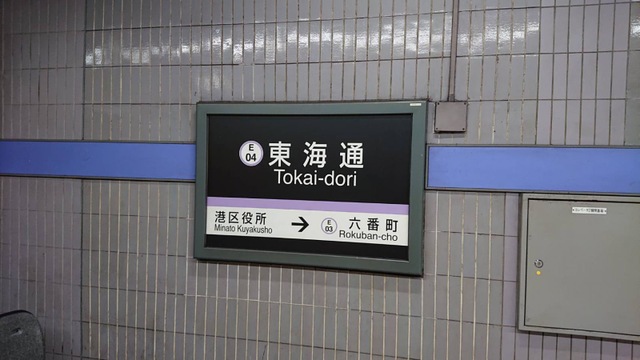 E
04
東海通
Tokai-dori
港区役所 → E 03 六番町
Minato Kuyakusho Rokuban-cho